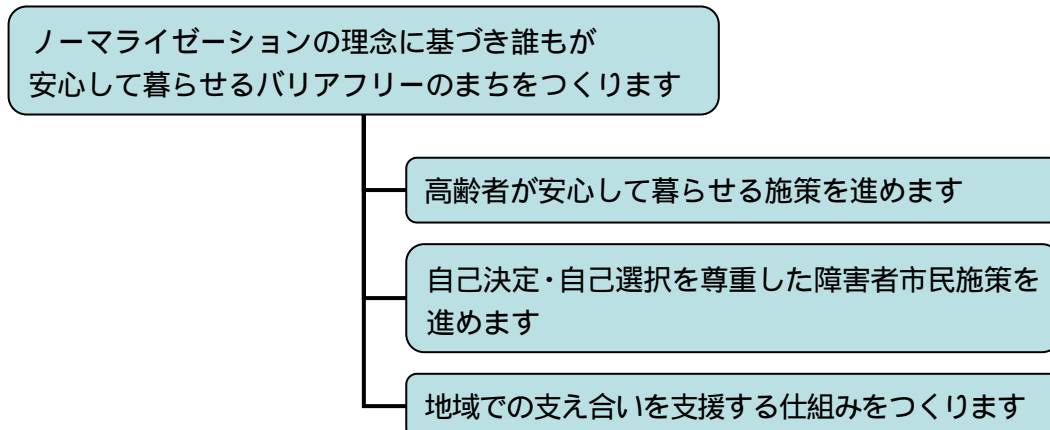 ノーマライゼーションの理念に基づき誰もが
安心して暮らせるバリアフリーのまちをつくります
高齢者が安心して暮らせる施策を進めます
自己決定・自己選択を尊重した障害者市民施策を
進めます
地域での支え合いを支援する仕組みをつくります